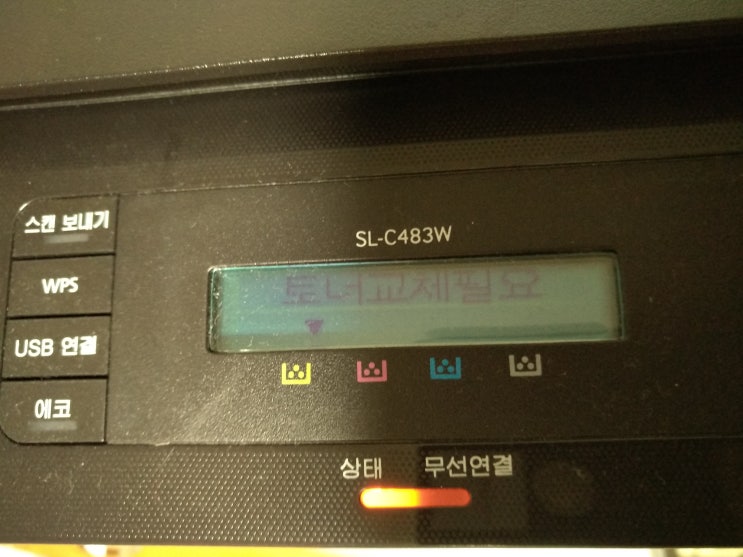 스캔 보내기
SL-C483W
WPS
토너교체필요
USB 연결
에코
상태 무선연결